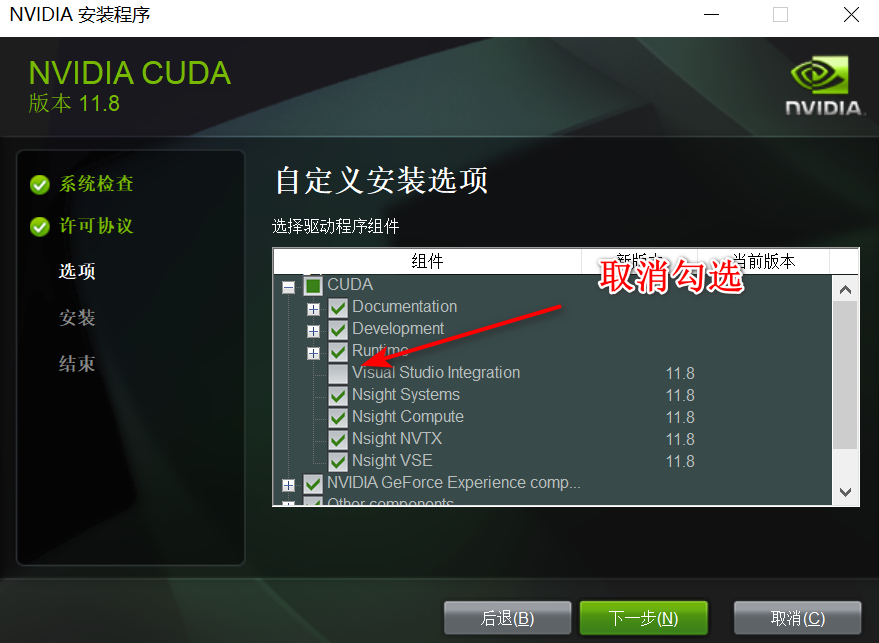 NVIDIA 安装程序
NVIDIA CUDA
版本 11.8
NVIDIA.
系统检查
许可协议
选项
安装
结束
自定义安装选项
选择驱动程序组件
组件 新版本 当前版本
取消勾选
CUDA
Documentation
Development
Runtime
Visual Studio Integration 11.8
Nsight Systems 11.8
Nsight Compute 11.8
Nsight NVTX 11.8
Nsight VSE 11.8
NVIDIA GeForce Experience comp...
Other components
后退(B) 下一步(N) 取消(C)